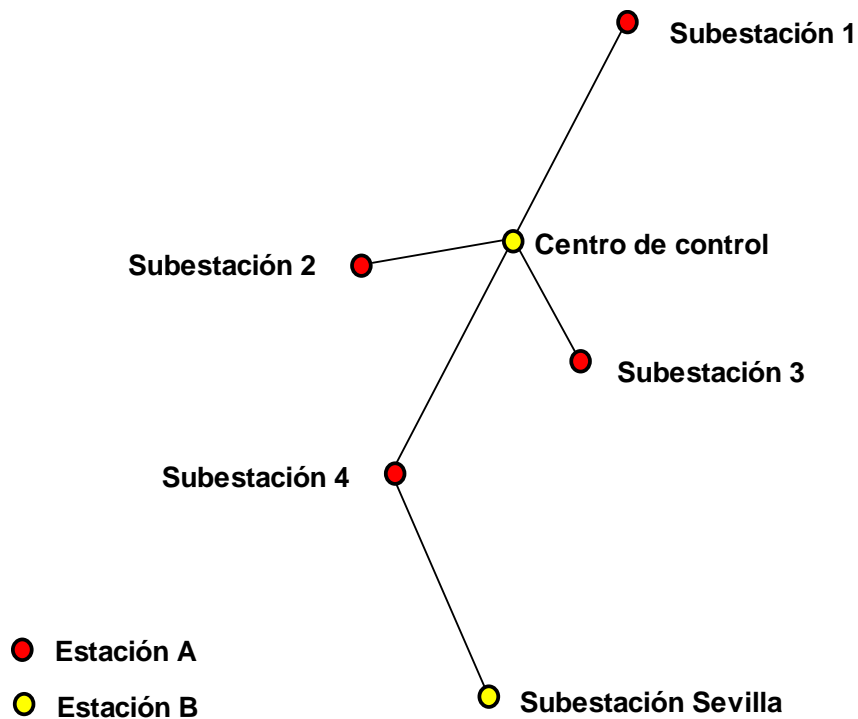 Subestación 1
Centro de control
Subestación 2
Subestación 3
Subestación 4
Estación A
Estación B
Subestación Sevilla